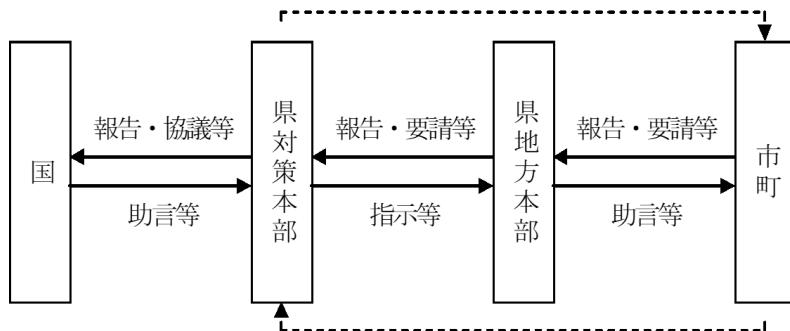 国
報告・協議等
助言等
県対策本部
報告・要請等
指示等
県地方本部
報告・要請等
助言等
市町